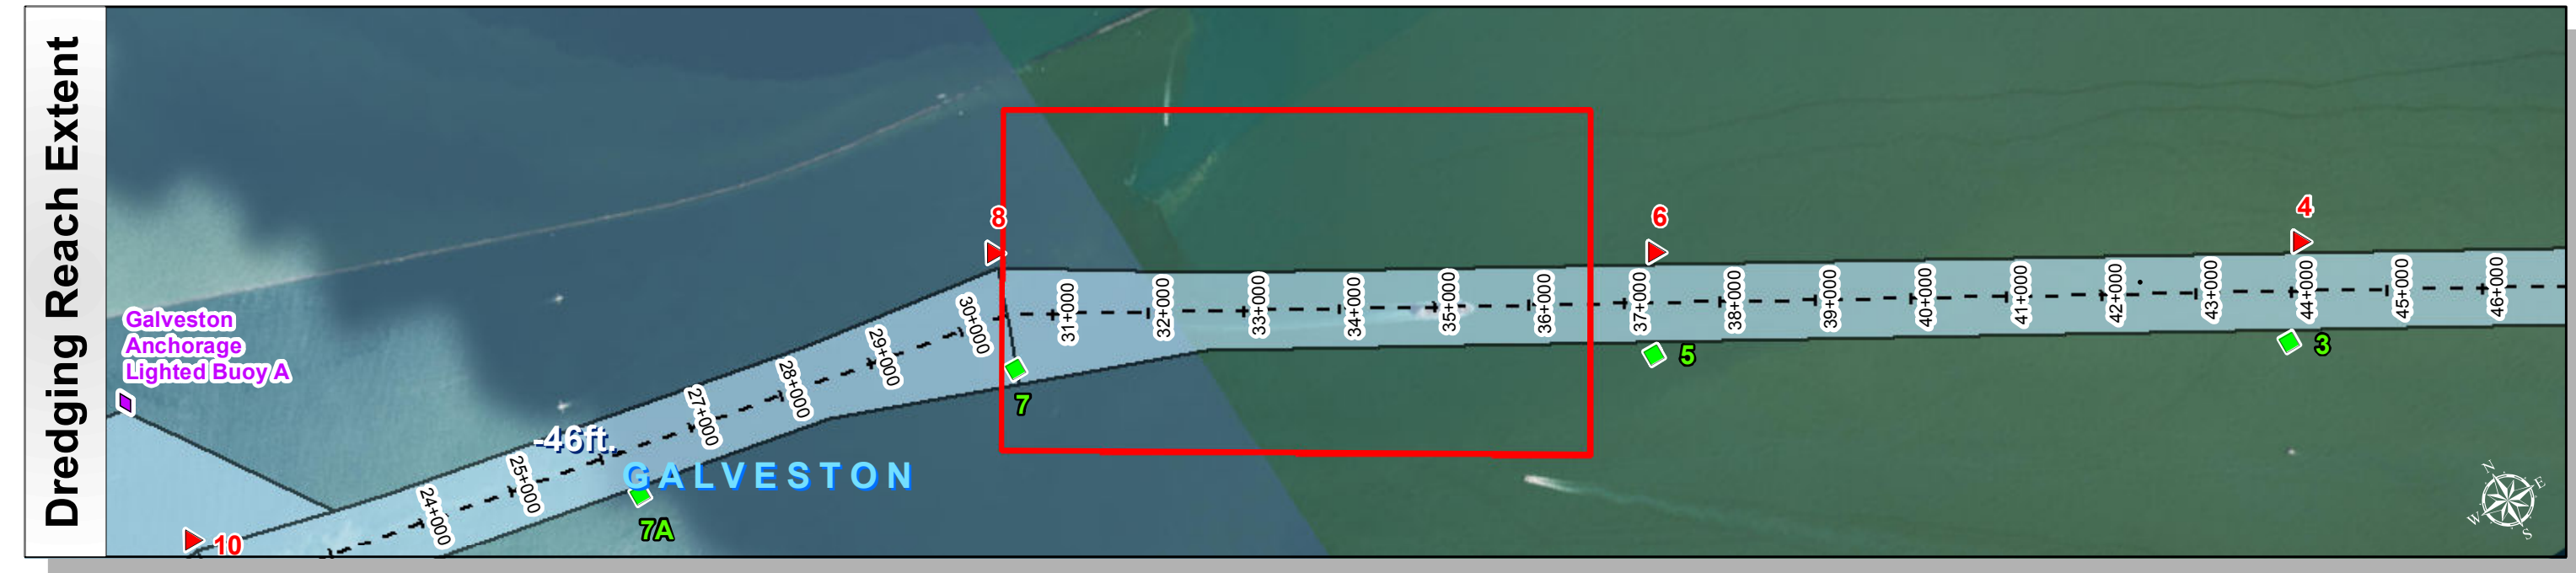 Dredging Reach Extent
Galveston
Anchorage
Lighted Buoy A
10
24+000
25+000
-46ft.
GALVESTON
7A
27+000
28+000
29+000
30+000
8
7
31+000
32+000
33+000
34+000
35+000
36+000
37+000
6
5
38+000
39+000
40+000
41+000
42+000
43+000
44+000
4
3
45+000
46+000
N
E
W
S